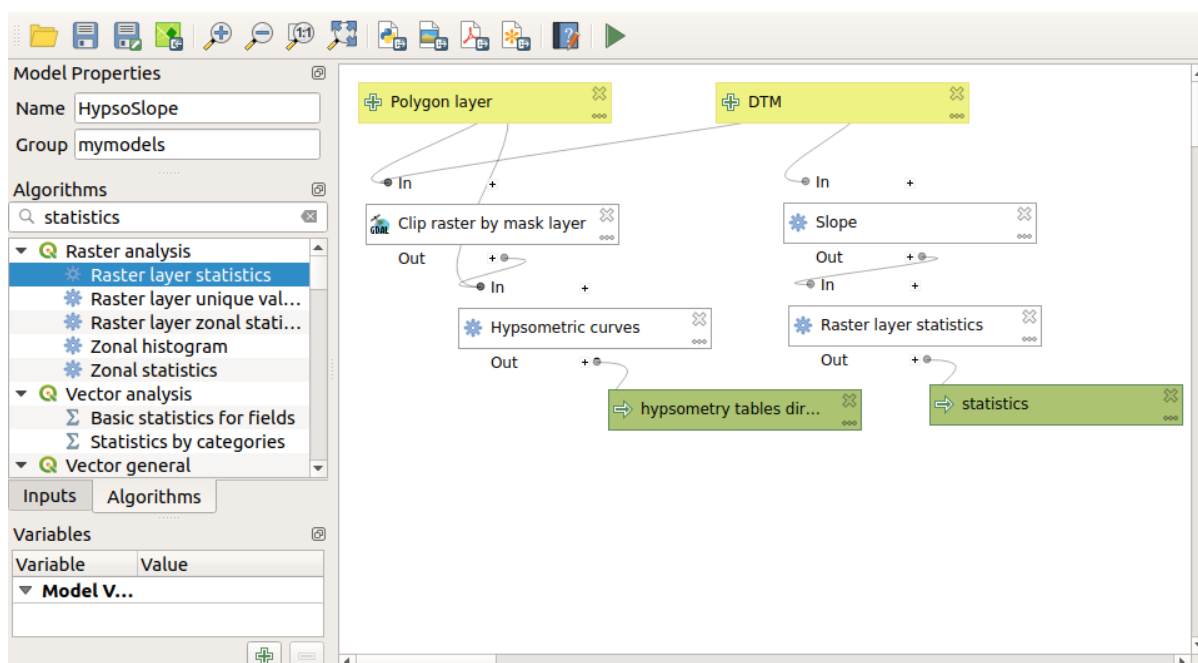 1:1
Model Properties
Name HypsoSlope
Group mymodels
Algorithms
statistics
Raster analysis
Raster layer statistics
Raster layer unique val...
Raster layer zonal stati...
Zonal histogram
Zonal statistics
Vector analysis
Basic statistics for fields
Statistics by categories
Vector general
Inputs Algorithms
Variables
Variable Value
Model V...
Polygon layer
DTM
In
In
GDAL Clip raster by mask layer
Slope
Out
Out
In
In
Hypsometric curves
Raster layer statistics
Out
Out
hypsometry tables dir...
statistics